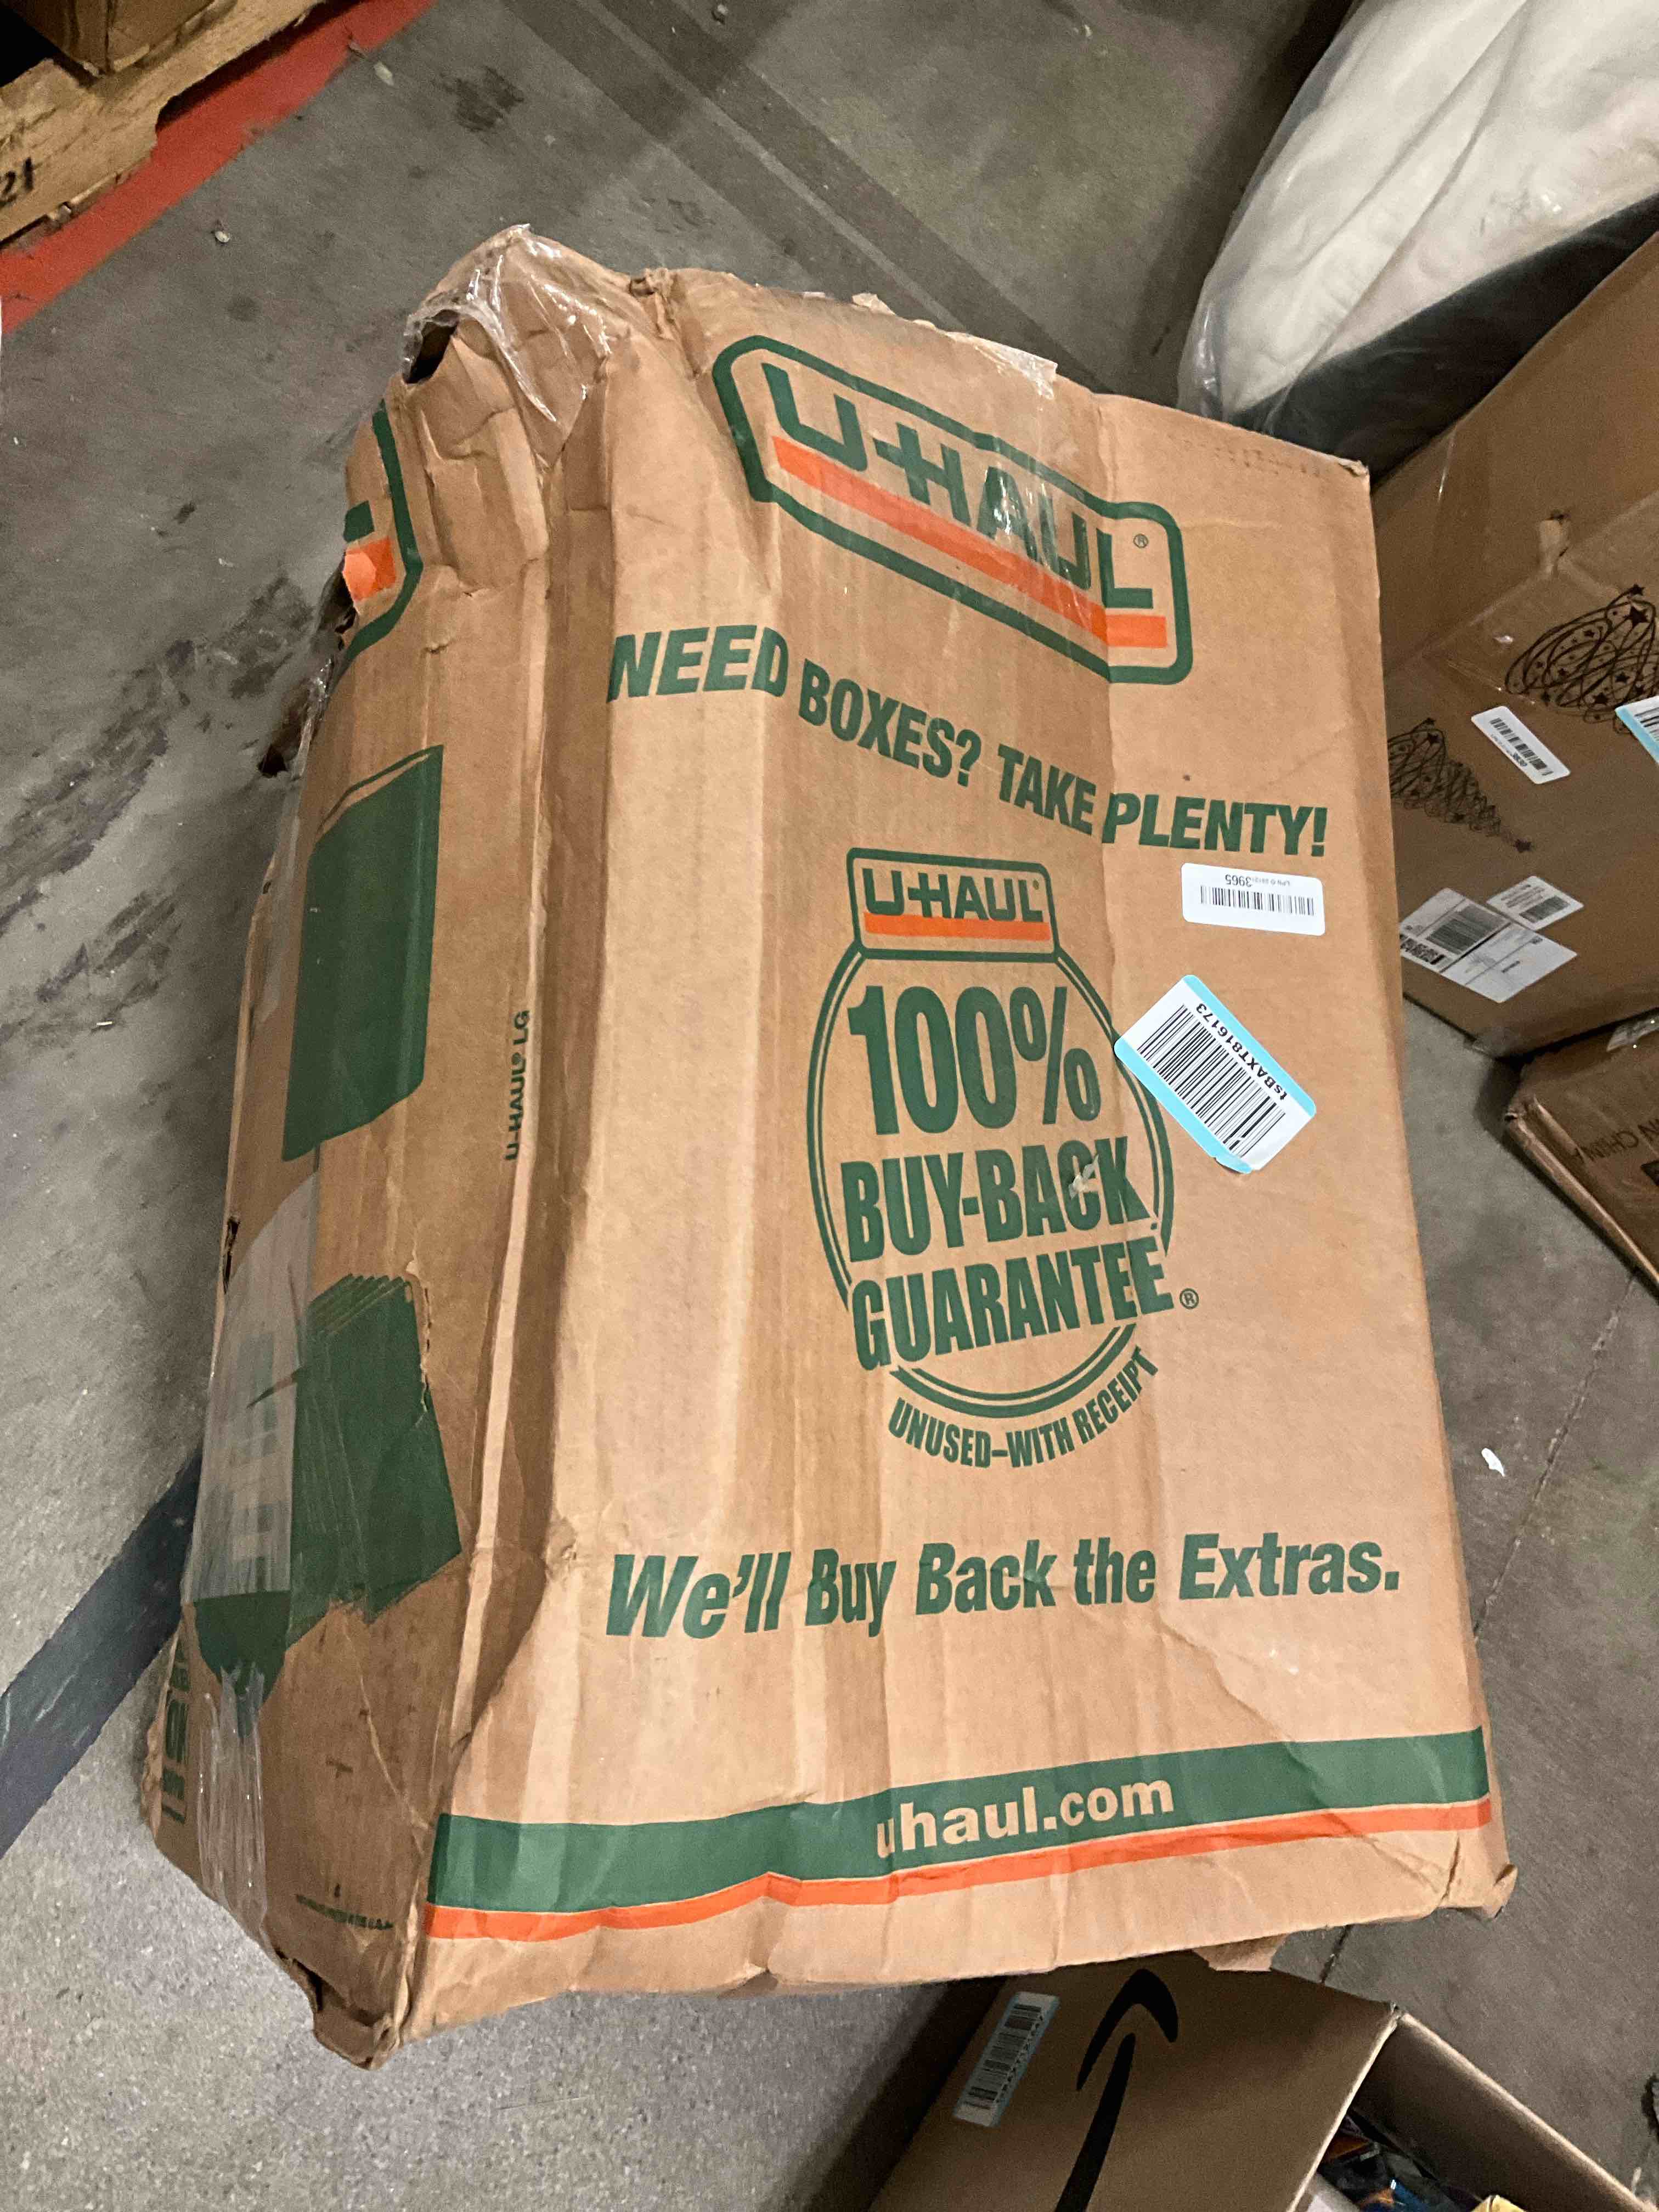 21
U-HAUL®
NEED BOXES? TAKE PLENTY!
3965
U-HAUL®
100%
BUY-BACK
GUARANTEE®
UNUSED-WITH RECEIPT
tsBAXT816173
U-HAUL® LG
We'll Buy Back the Extras.
uhaul.com